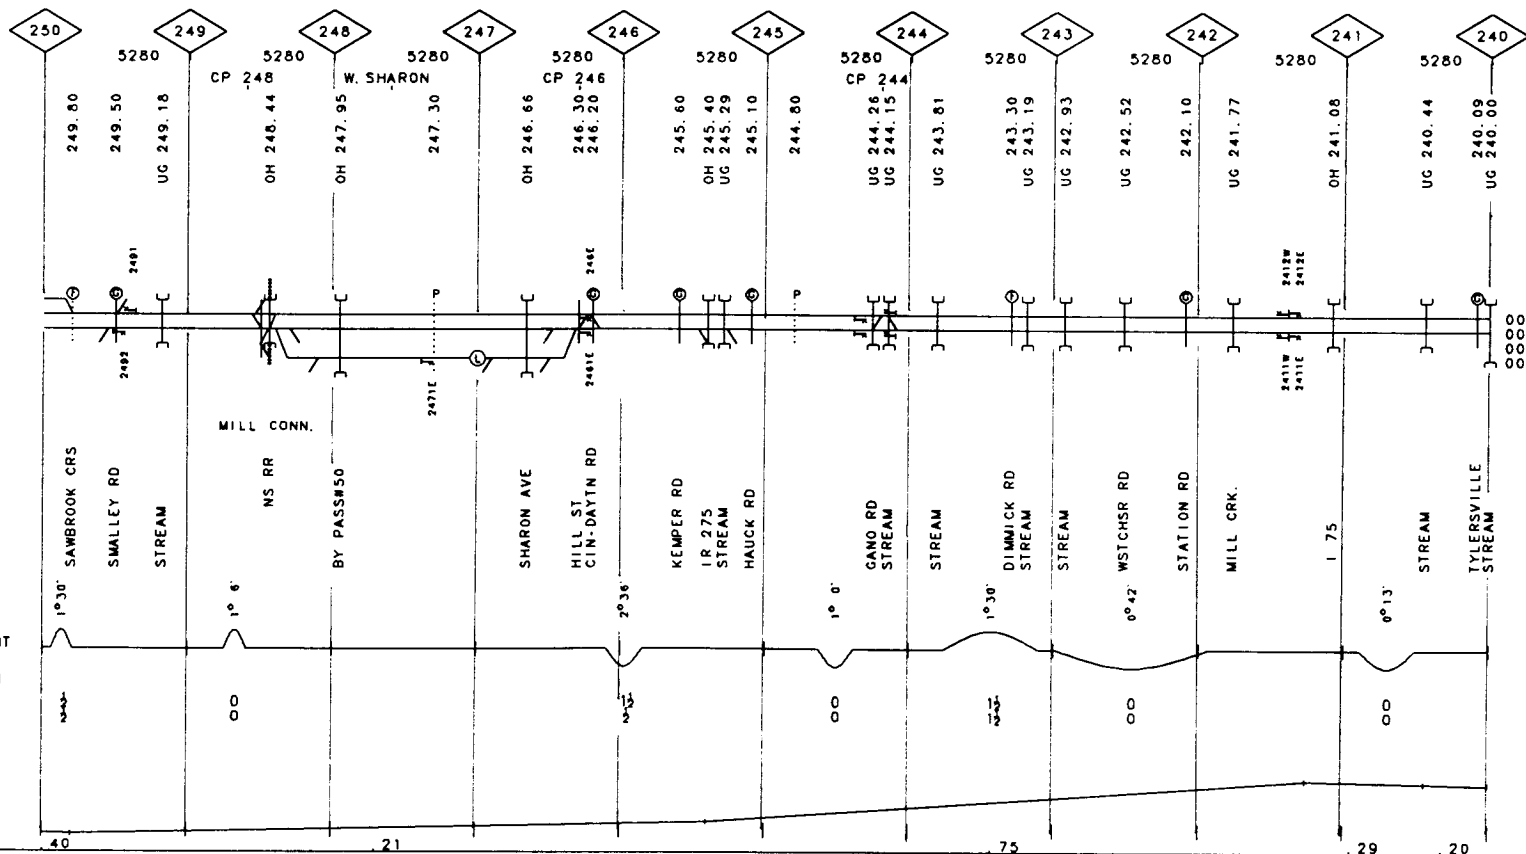 250 249 248 247 246 245 244 243 242 241 240
5280 5280 5280 5280 5280 5280 5280 5280 5280 5280
CP 248 W. SHARON CP 246 CP 244
249.80
249.50
UG 249.18
OH 248.44
OH 247.95
247.30
OH 246.66
246.30
246.20
245.60
OH 245.40
UG 245.29
245.10
244.80
UG 244.26
UG 244.15
UG 243.81
243.30
UG 243.19
UG 242.93
UG 242.52
242.10
UG 241.77
OH 241.08
UG 240.44
240.09
UG 240.00
2491
246E
2412W
2412E
P
P
L
00
00
00
00
2492
2471E
2461E
2411W
2411E
MILL CONN.
SAWBROOK CRS
SMALLEY RD
STREAM
NS RR
BY PASS#50
SHARON AVE
HILL ST
CIN-DAYTN RD
KEMPER RD
IR 275
STREAM
HAUCK RD
GANO RD
STREAM
STREAM
DIMMICK RD
STREAM
STREAM
WSTCHSR RD
STATION RD
MILL CRK.
I 75
STREAM
TYLERSVILLE
STREAM
1°30' 1°6' 2°36' 1°0' 1°30' 0°42' 0°13'
0 0 0 0
0 0 0 0
.40 .21 .75 .29 .20